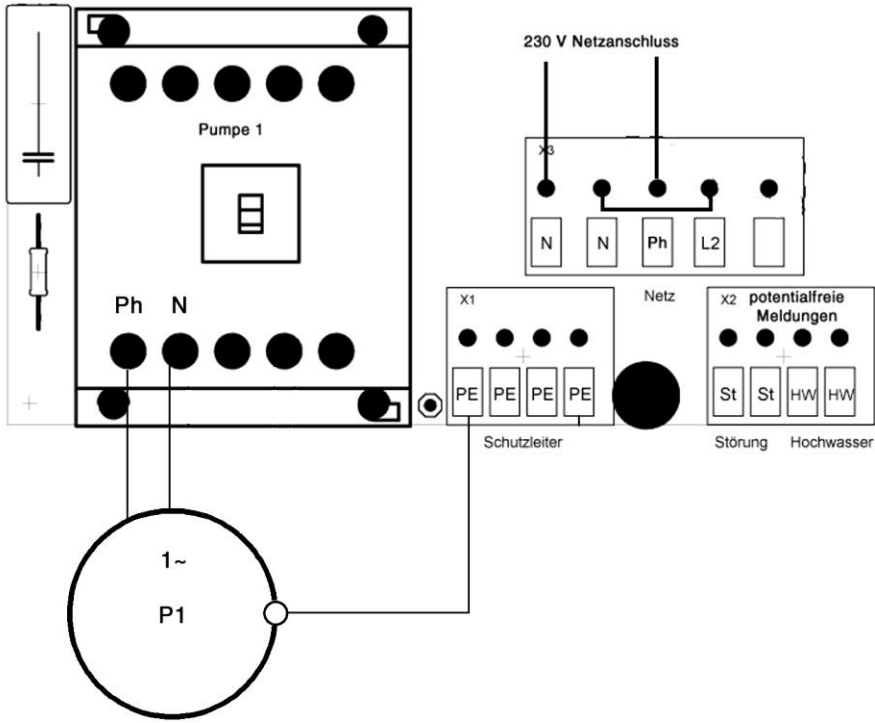 230 V Netzanschluss
Pumpe 1
X3
N N Ph L2
Ph N
Netz
X1
X2 potentialfreie
Meldungen
PE PE PE PE
St St HW HW
Schutzleiter
Störung Hochwasser
1~
P1